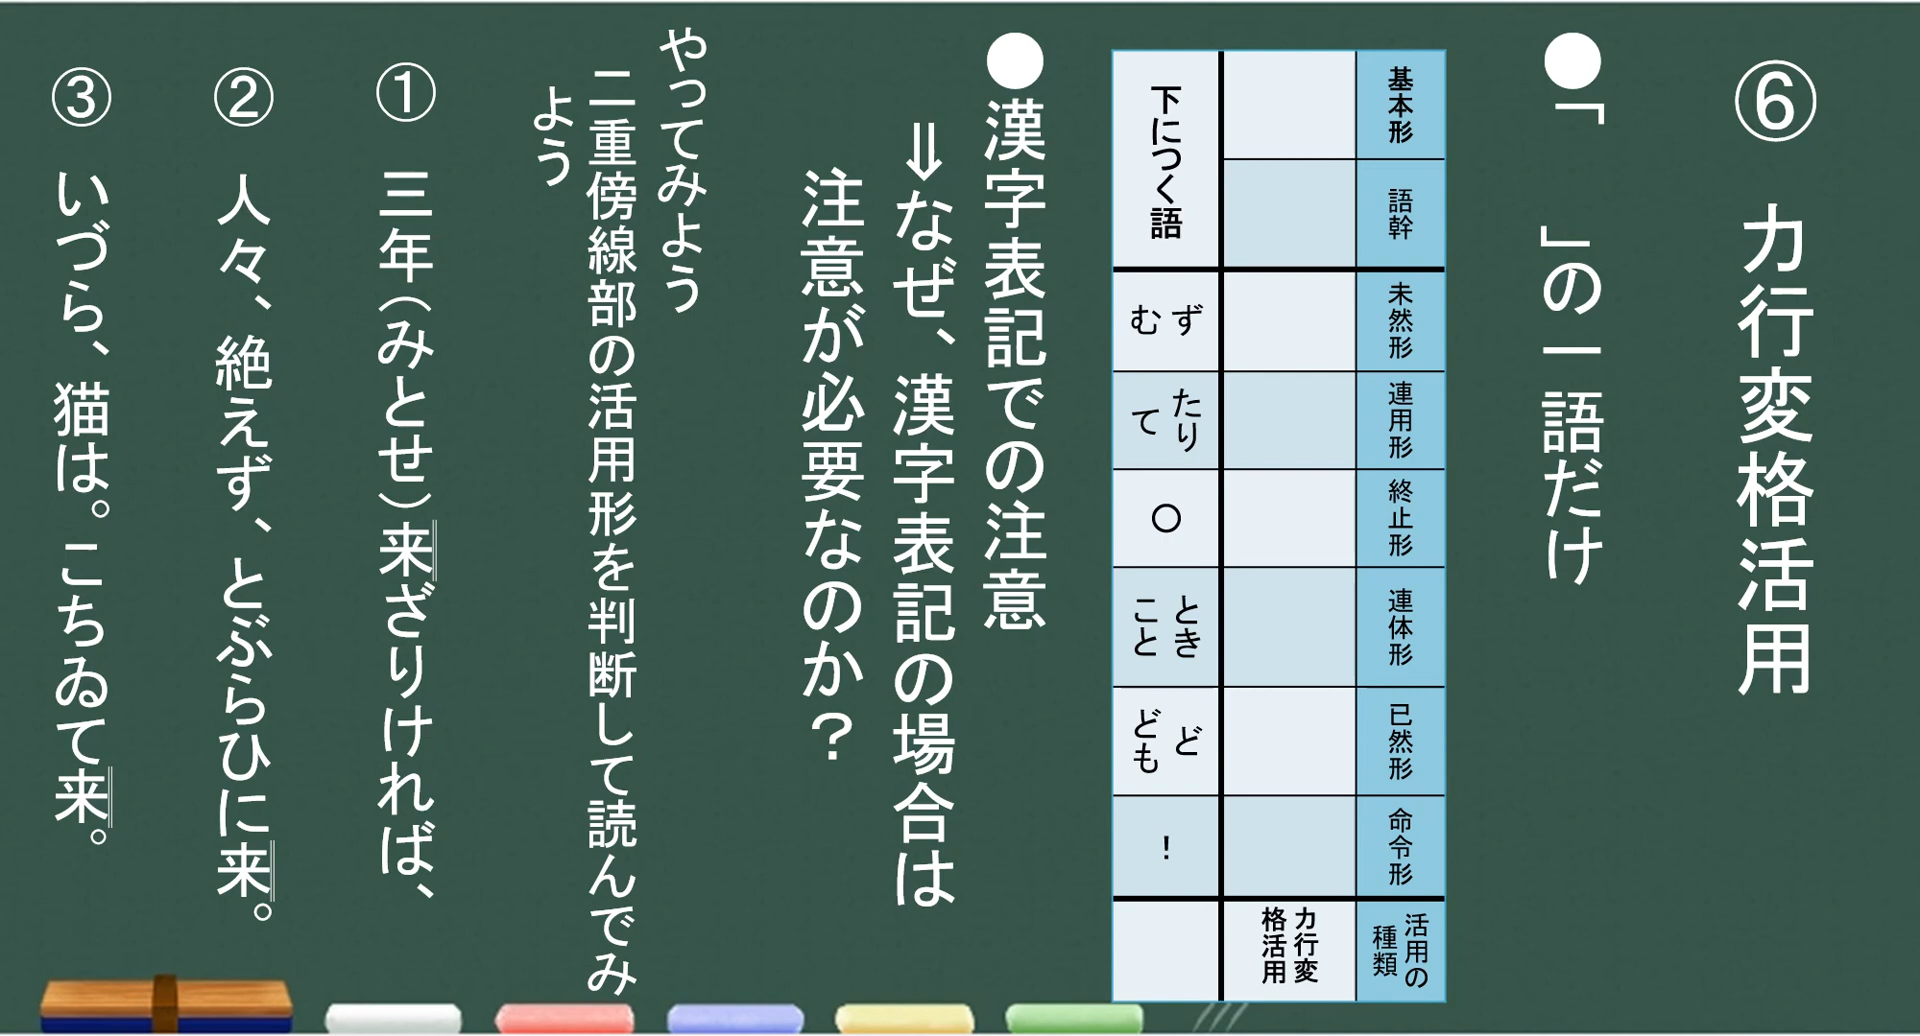 ⑥　カ行変格活用
●「　　　」の一語だけ
基本形
語幹
未然形
連用形
終止形
連体形
已然形
命令形
活用の
種類
カ行変
格活用
下につく語
ず
む
たり
て
〇
とき
こと
ど
ども
！
●漢字表記での注意
⇒なぜ、漢字表記の場合は
注意が必要なのか？
やってみよう
二重傍線部の活用形を判断して読んでみ
よう
①　三年（みとせ）来ざりければ、
②　人々、絶えず、とぶらひに来。
③　いづら、猫は。こちゐて来。